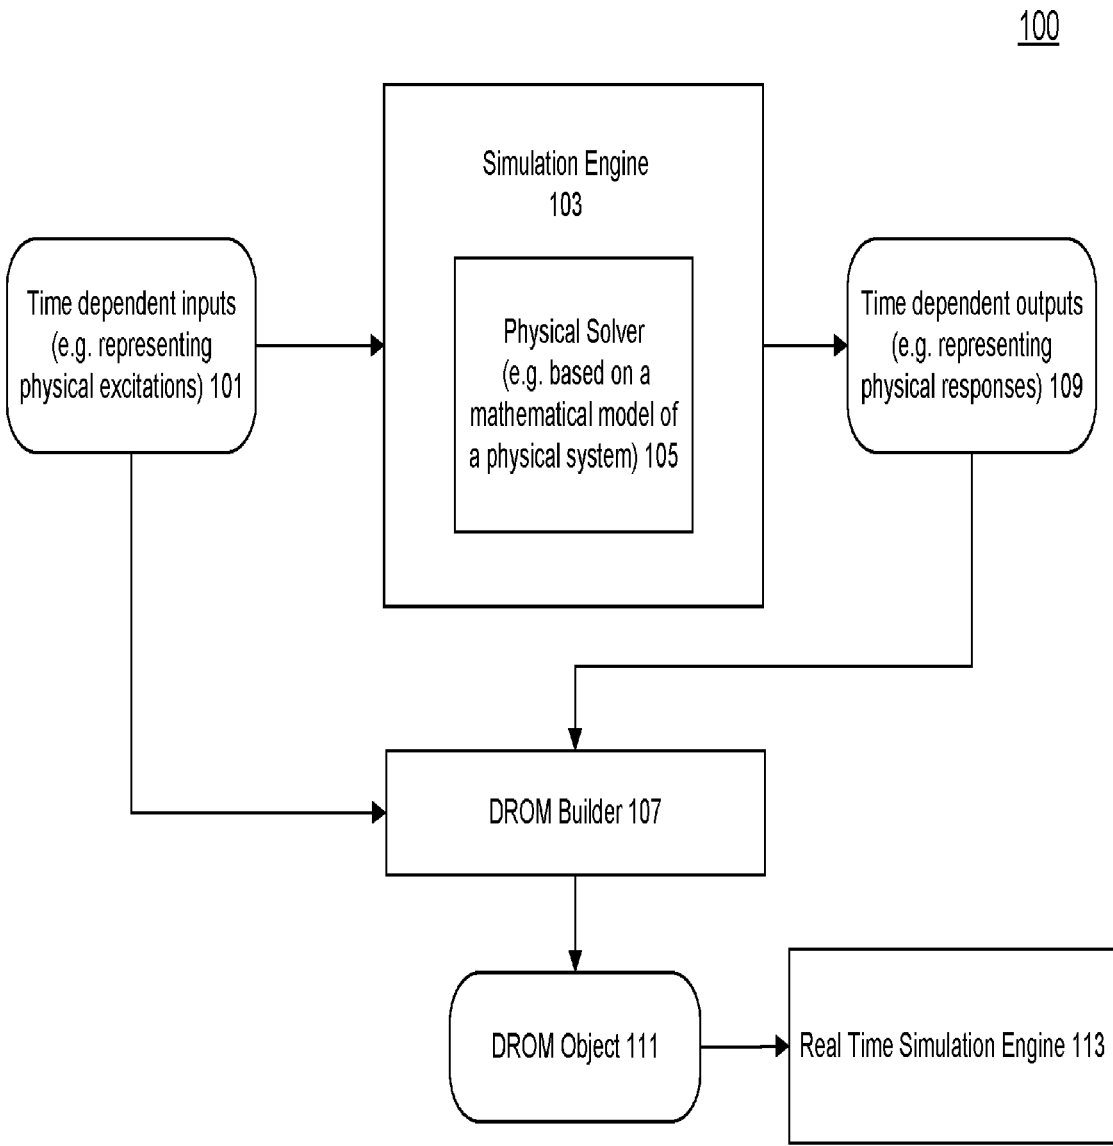 100
Simulation Engine
103
Time dependent inputs
(e.g. representing
physical excitations) 101
Physical Solver
(e.g. based on a
mathematical model of
a physical system) 105
Time dependent outputs
(e.g. representing
physical responses) 109
DROM Builder 107
DROM Object 111
Real Time Simulation Engine 113